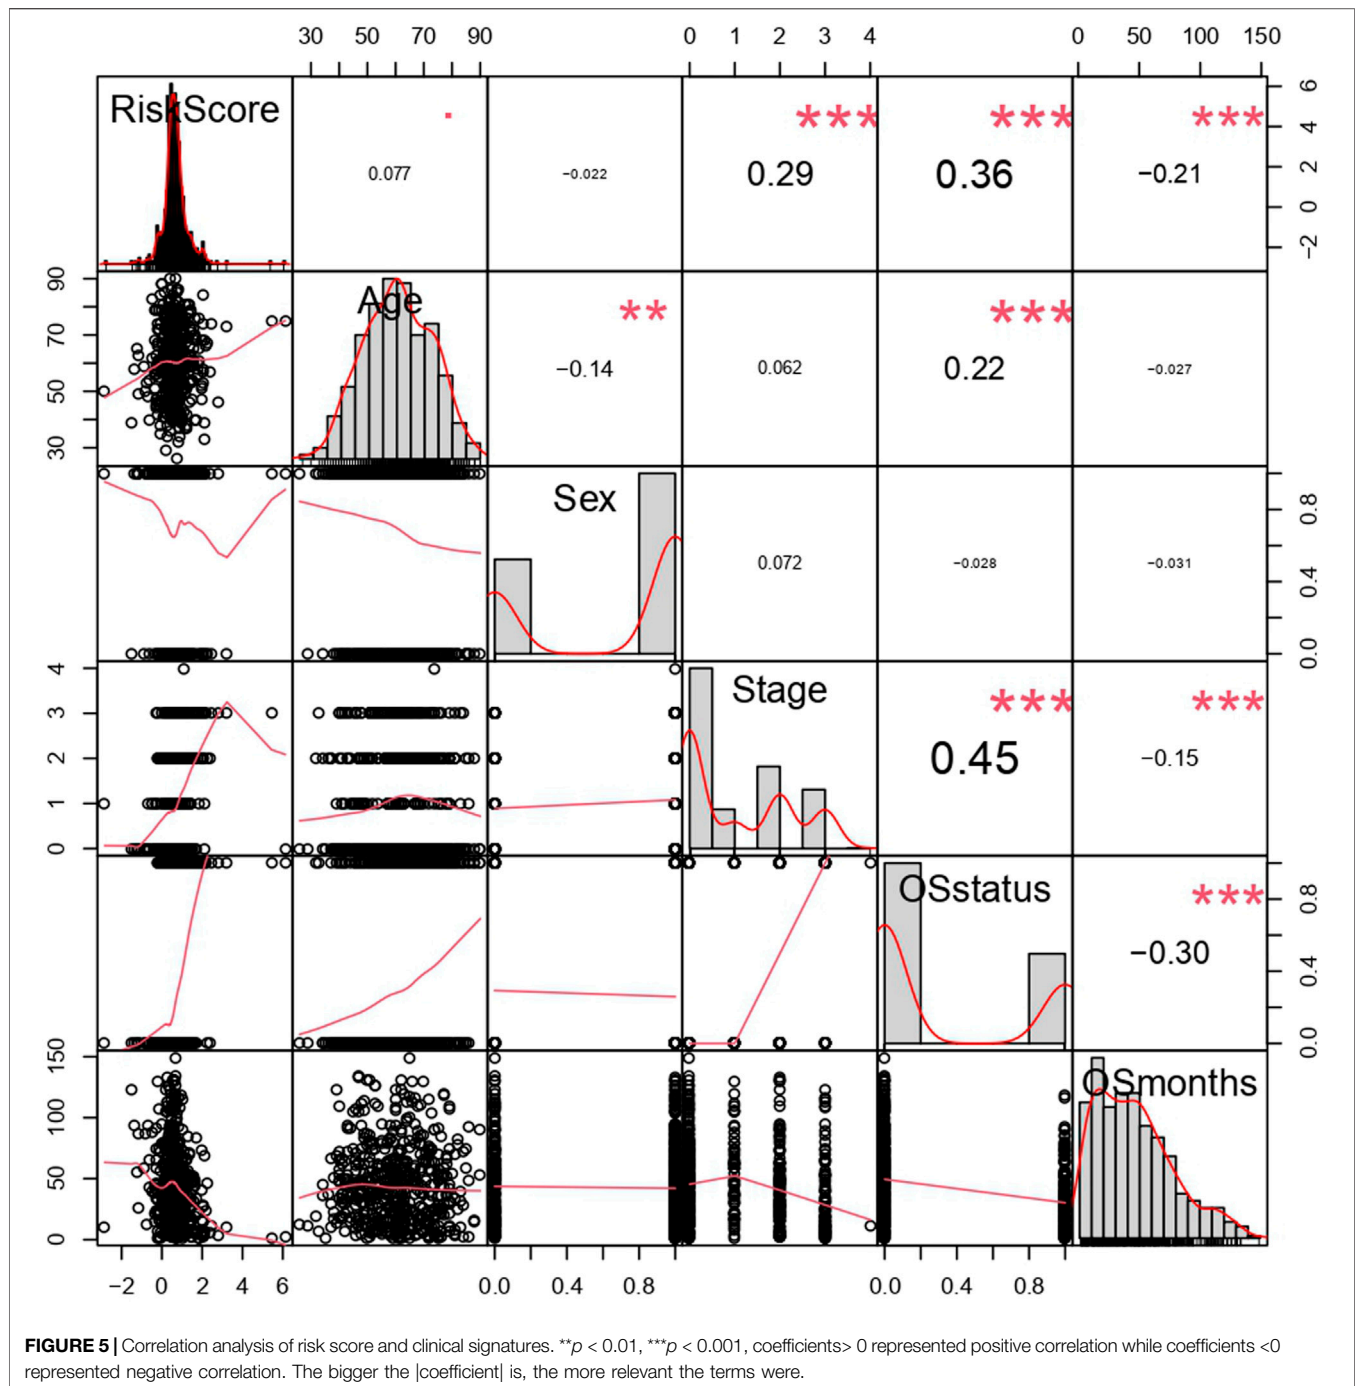 30 50 70 90 0 1 2 3 4 0 50 100 150
RiskScore 0.077 −0.022 *** 0.29 *** 0.36 *** −0.21 6 4 2 0 −2
90 70 50 30 Age ** −0.14 0.062 *** 0.22 −0.027
Sex 0.072 −0.028 −0.031 0.8 0.4 0.0
4 3 2 1 0 Stage *** 0.45 *** −0.15
OSstatus *** −0.30 0.8 0.4 0.0
150 100 50 0 OSmonths
−2 0 2 4 6 0.0 0.4 0.8 0.0 0.4 0.8
FIGURE 5 | Correlation analysis of risk score and clinical signatures. **p < 0.01, ***p < 0.001, coefficients> 0 represented positive correlation while coefficients <0
represented negative correlation. The bigger the |coefficient| is, the more relevant the terms were.